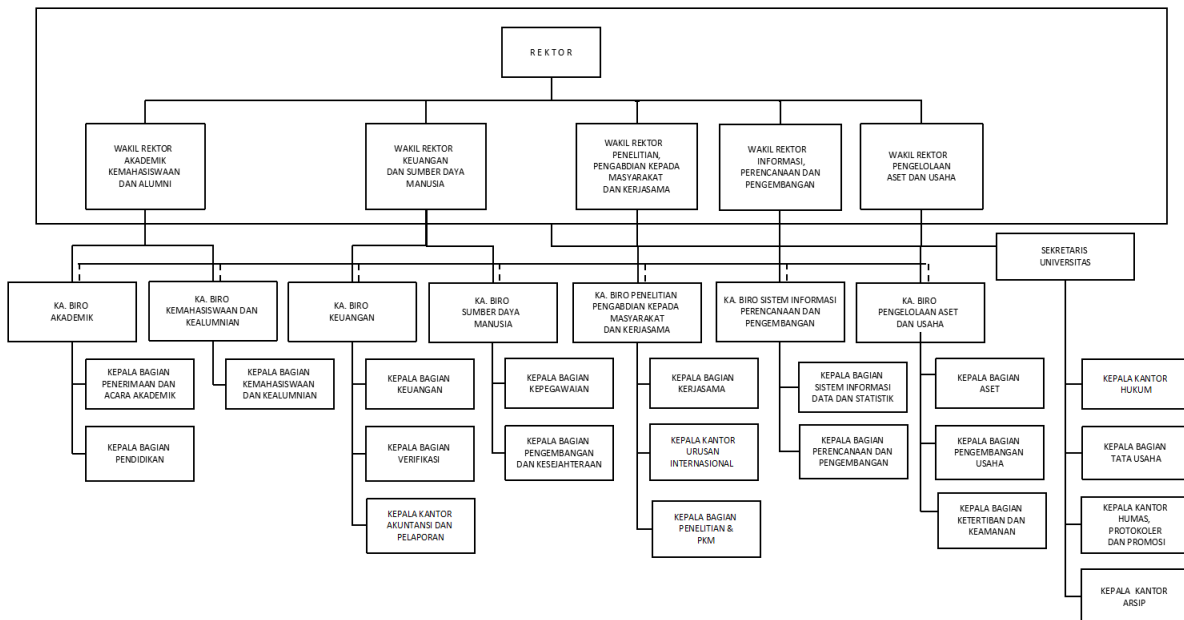 R E K T O R
WAKIL REKTOR
AKADEMIK
KEMAHASISWAAN
DAN ALUMNI
WAKIL REKTOR
KEUANGAN
DAN SUMBER DAYA
MANUSIA
WAKIL REKTOR
PENELITIAN,
PENGABDIAN KEPADA
MASYARAKAT
DAN KERJASAMA
WAKIL REKTOR
INFORMASI,
PERENCANAAN DAN
PENGEMBANGAN
WAKIL REKTOR
PENGELOLAAN
ASET DAN USAHA
SEKRETARIS
UNIVERSITAS
KA. BIRO
AKADEMIK
KA. BIRO
KEMAHASISWAAN DAN
KEALUMNIAN
KA. BIRO
KEUANGAN
KA. BIRO
SUMBER DAYA
MANUSIA
KA. BIRO PENELITIAN
PENGABDIAN KEPADA
MASYARAKAT
DAN KERJASAMA
KA. BIRO SISTEM INFORMASI
PERENCANAAN DAN
PENGEMBANGAN
KA. BIRO
PENGELOLAAN ASET
DAN USAHA
KEPALA BAGIAN
PENERIMAAN DAN
ACARA AKADEMIK
KEPALA BAGIAN
KEMAHASISWAAN
DAN KEALUMNIAN
KEPALA BAGIAN
KEUANGAN
KEPALA BAGIAN
KEPEGAWAIAN
KEPALA BAGIAN
KERJASAMA
KEPALA BAGIAN
SISTEM INFORMASI
DATA DAN STATISTIK
KEPALA BAGIAN
ASET
KEPALA KANTOR
HUKUM
KEPALA BAGIAN
PENDIDIKAN
KEPALA BAGIAN
VERIFIKASI
KEPALA BAGIAN
PENGEMBANGAN
DAN KESEJAHTERAAN
KEPALA KANTOR
URUSAN
INTERNASIONAL
KEPALA BAGIAN
PERENCANAAN DAN
PENGEMBANGAN
KEPALA BAGIAN
PENGEMBANGAN
USAHA
KEPALA BAGIAN
TATA USAHA
KEPALA KANTOR
AKUNTANSI DAN
PELAPORAN
KEPALA BAGIAN
PENELITIAN &
PKM
KEPALA BAGIAN
KETERTIBAN DAN
KEAMANAN
KEPALA KANTOR
HUMAS,
PROTOKOLER
DAN PROMOSI
KEPALA KANTOR
ARSIP